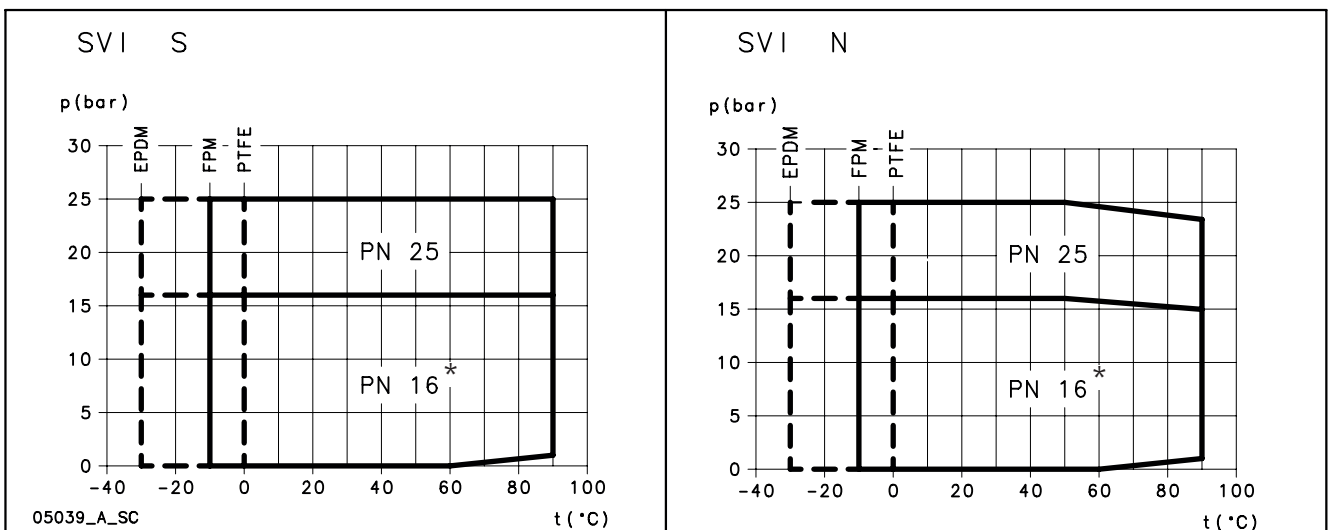 SVI S
p(bar)
EPDM
FPM
PTFE
30
25
20
15
10
5
0
PN 25
PN 16*
-40 -20 0 20 40 60 80 100
t(°C)
05039_A_SC
SVI N
p(bar)
EPDM
FPM
PTFE
30
25
20
15
10
5
0
PN 25
PN 16*
-40 -20 0 20 40 60 80 100
t(°C)